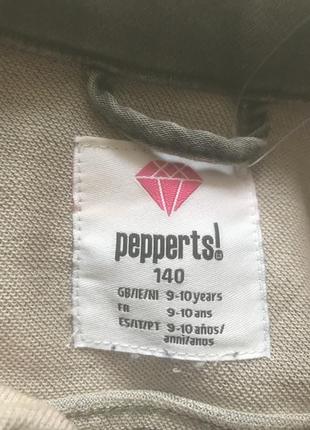 pepperts!
140
GB/IE/NI 9-10 years
FR 9-10 ans
ES/IT/PT 9-10 años/
anni/anos